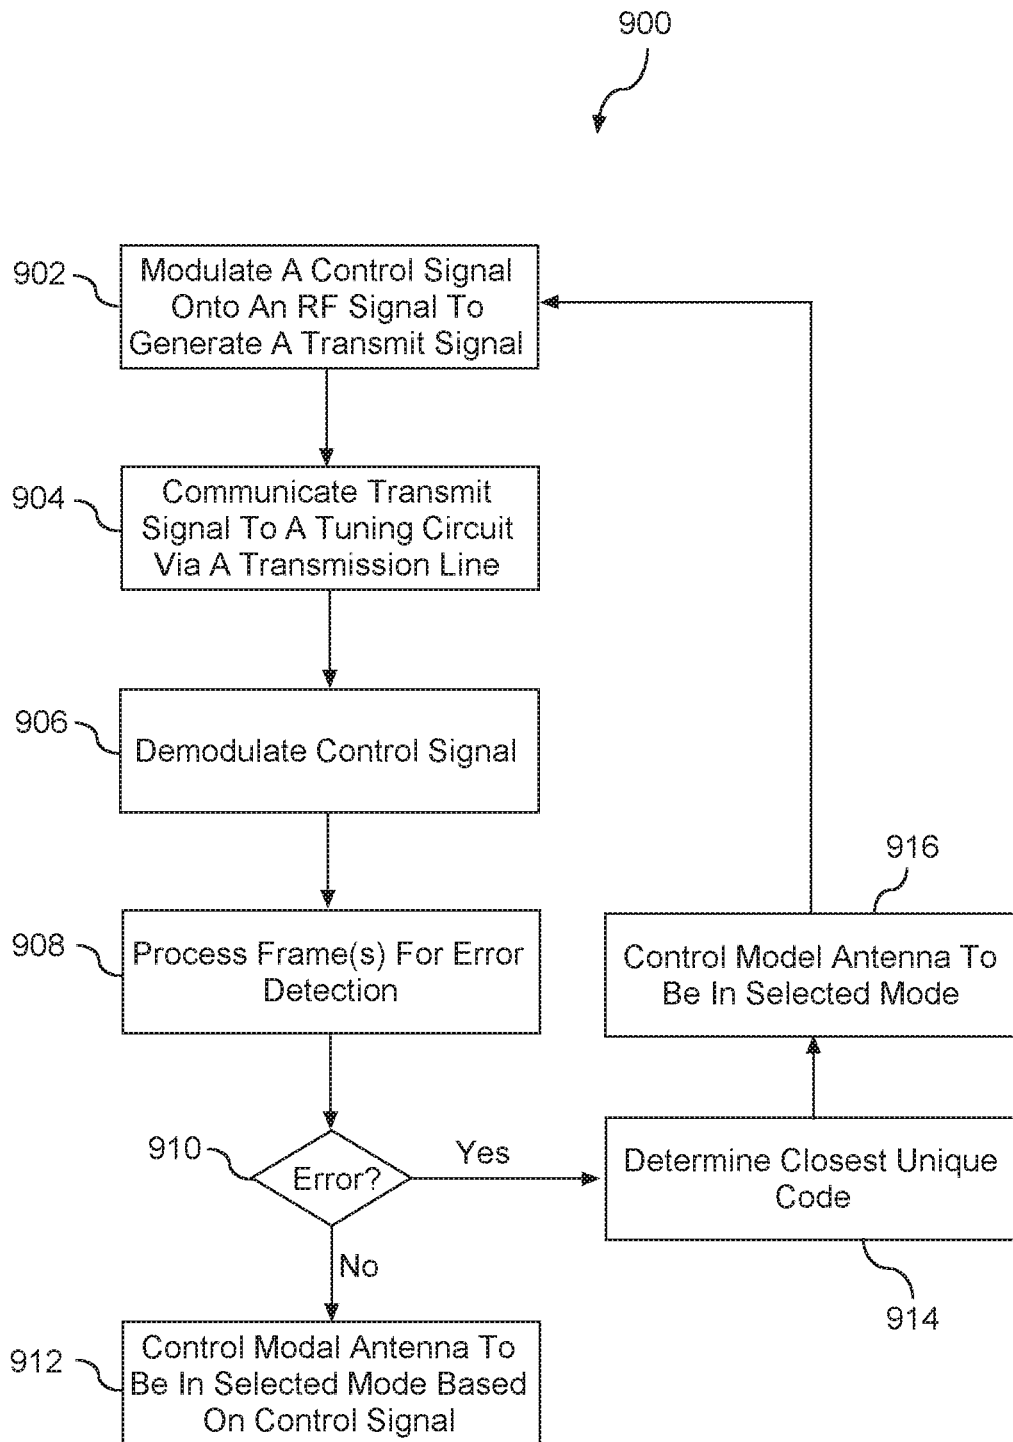 900
902
Modulate A Control Signal
Onto An RF Signal To
Generate A Transmit Signal
904
Communicate Transmit
Signal To A Tuning Circuit
Via A Transmission Line
906
Demodulate Control Signal
908
Process Frame(s) For Error
Detection
910
Error?
Yes
No
912
Control Modal Antenna To
Be In Selected Mode Based
On Control Signal
916
Control Model Antenna To
Be In Selected Mode
Determine Closest Unique
Code
914